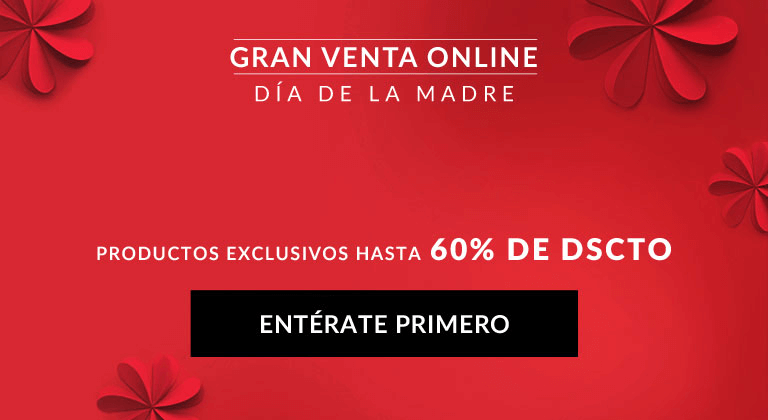 GRAN VENTA ONLINE
DÍA DE LA MADRE
PRODUCTOS EXCLUSIVOS HASTA 60% DE DSCTO
ENTÉRATE PRIMERO